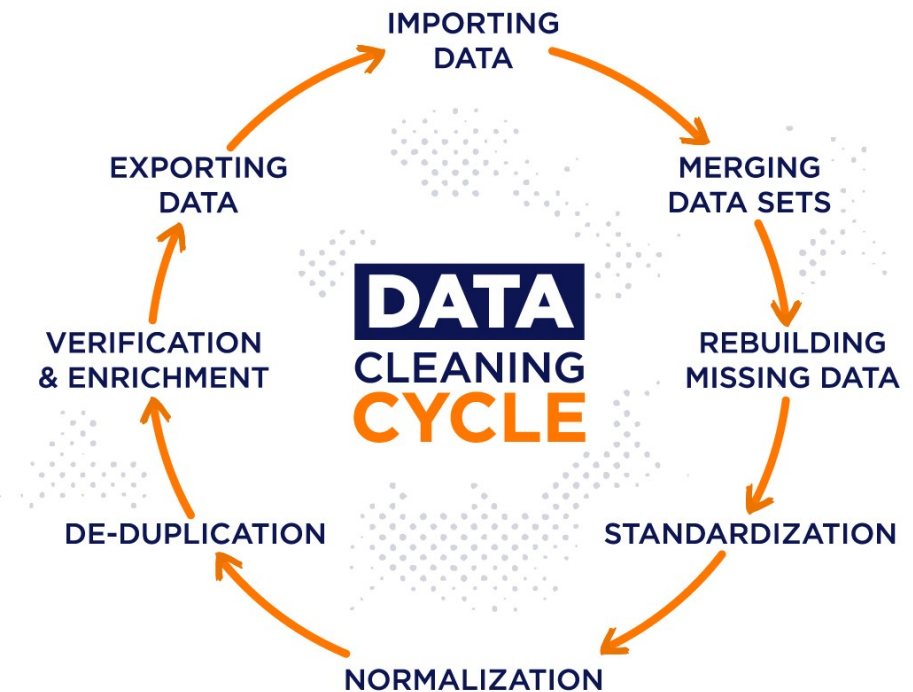 IMPORTING
DATA
MERGING
DATA SETS
REBUILDING
MISSING DATA
STANDARDIZATION
NORMALIZATION
DE-DUPLICATION
VERIFICATION
& ENRICHMENT
EXPORTING
DATA
DATA
CLEANING
CYCLE